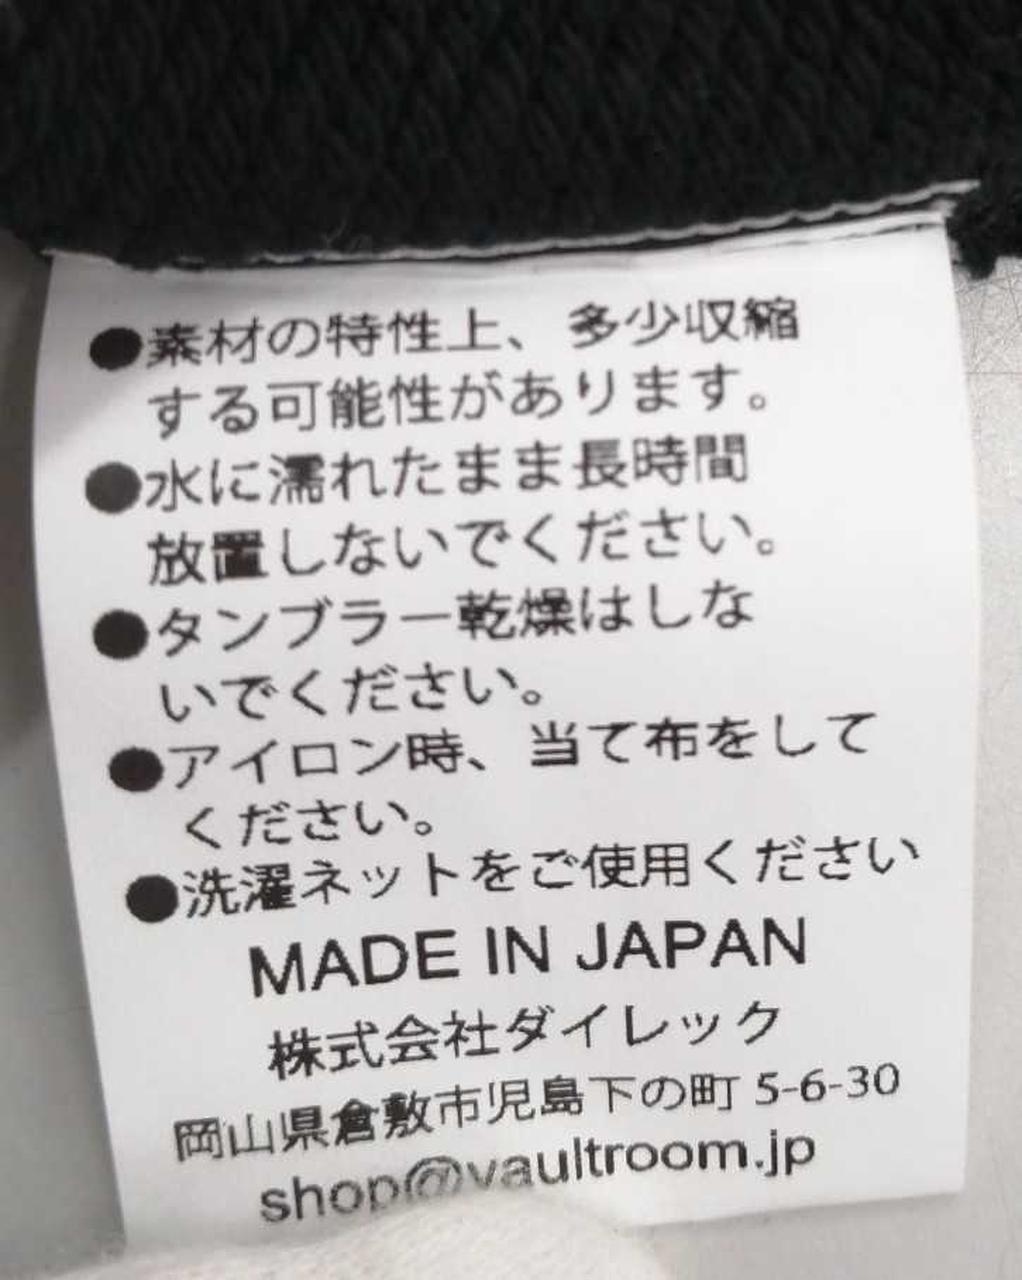 ●素材の特性上、多少収縮
する可能性があります。
●水に濡れたまま長時間
放置しないでください。
●タンブラー乾燥はしな
いでください。
●アイロン時、当て布をして
ください。
●洗濯ネットをご使用ください
MADE IN JAPAN
株式会社ダイレック
岡山県倉敷市児島下の町 5-6-30
shop@vaultroom.jp